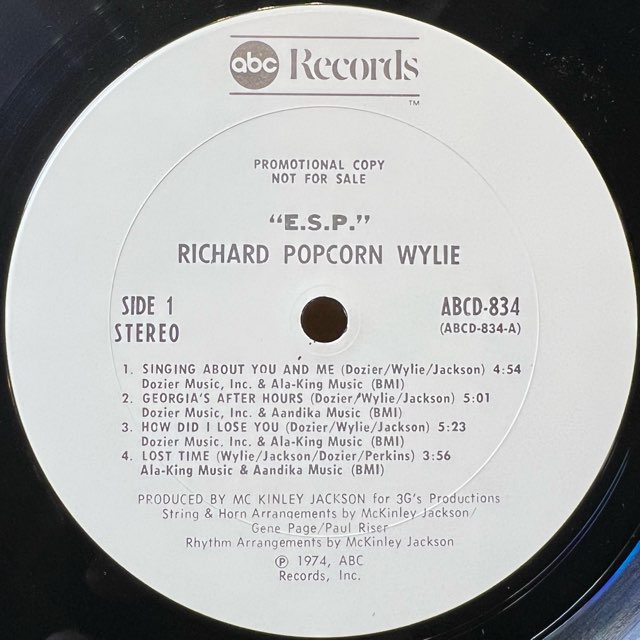 abc Records
TM
PROMOTIONAL COPY
NOT FOR SALE
"E.S.P."
RICHARD POPCORN WYLIE
SIDE 1
STEREO
ABCD-834
(ABCD-834-A)
1. SINGING ABOUT YOU AND ME (Dozier/Wylie/Jackson) 4:54
Dozier Music, Inc. & Ala-King Music (BMI)
2. GEORGIA'S AFTER HOURS (Dozier/Wylie/Jackson) 5:01
Dozier Music, Inc. & Aandika Music (BMI)
3. HOW DID I LOSE YOU (Dozier/Wylie/Jackson) 5:23
Dozier Music, Inc. & Ala-King Music (BMI)
4. LOST TIME (Wylie/Jackson/Dozier/Perkins) 3:56
Ala-King Music & Aandika Music (BMI)
PRODUCED BY MC KINLEY JACKSON for 3G's Productions
String & Horn Arrangements by McKinley Jackson/
Gene Page/Paul Riser
Rhythm Arrangements by McKinley Jackson
℗ 1974, ABC
Records, Inc.